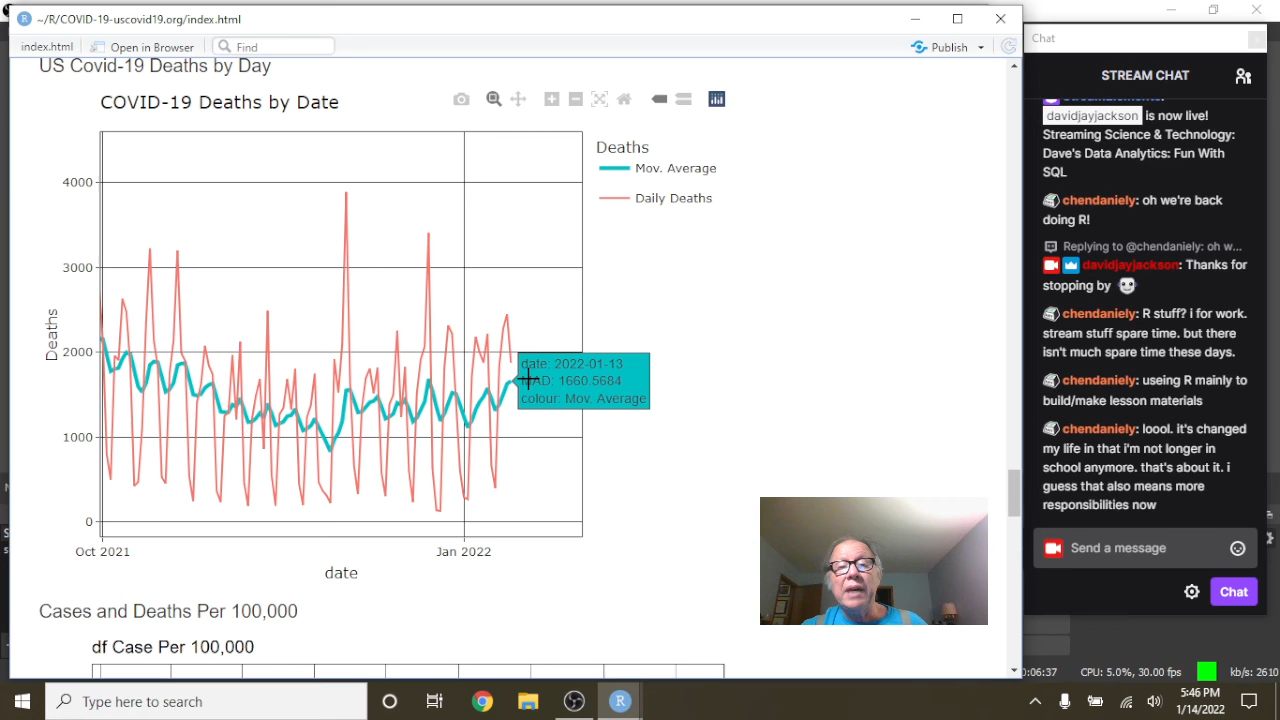 ~/R/COVID-19-uscovid19.org/index.html
index.html
Open in Browser
Find
Publish
US Covid-19 Deaths by Day
COVID-19 Deaths by Date
4000
3000
2000
1000
0
Deaths
Oct 2021
Jan 2022
date
Deaths
Mov. Average
Daily Deaths
date: 2022-01-13
MAD: 1660.5684
colour: Mov. Average
Cases and Deaths Per 100,000
df Case Per 100,000
Chat
STREAM CHAT
davidjayjackson is now live!
Streaming Science & Technology:
Dave's Data Analytics: Fun With
SQL
chendaniely: oh we're back
doing R!
Replying to @chendaniely: oh w...
davidjayjackson: Thanks for
stopping by
chendaniely: R stuff? i for work.
stream stuff spare time. but there
isn't much spare time these days.
chendaniely: useing R mainly to
build/make lesson materials
chendaniely: loool. it's changed
my life in that i'm not longer in
school anymore. that's about it. i
guess that also means more
responsibilities now
Send a message
Chat
0:06:37
CPU: 5.0%, 30.00 fps
kb/s: 2610
Type here to search
5:46 PM
1/14/2022